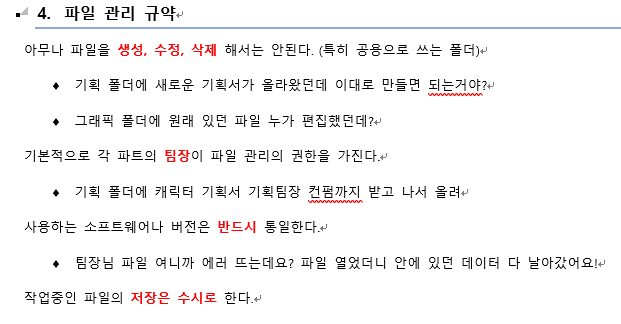 4. 파일 관리 규약
아무나 파일을 생성, 수정, 삭제 해서는 안된다. (특히 공용으로 쓰는 폴더)
♦ 기획 폴더에 새로운 기획서가 올라왔던데 이대로 만들면 되는거야?
♦ 그래픽 폴더에 원래 있던 파일 누가 편집했던데?
기본적으로 각 파트의 팀장이 파일 관리의 권한을 가진다.
♦ 기획 폴더에 캐릭터 기획서 기획팀장 컨펌까지 받고 나서 올려
사용하는 소프트웨어나 버전은 반드시 통일한다.
♦ 팀장님 파일 여니까 에러 뜨는데요? 파일 열었더니 안에 있던 데이터 다 날아갔어요!
작업중인 파일의 저장은 수시로 한다.